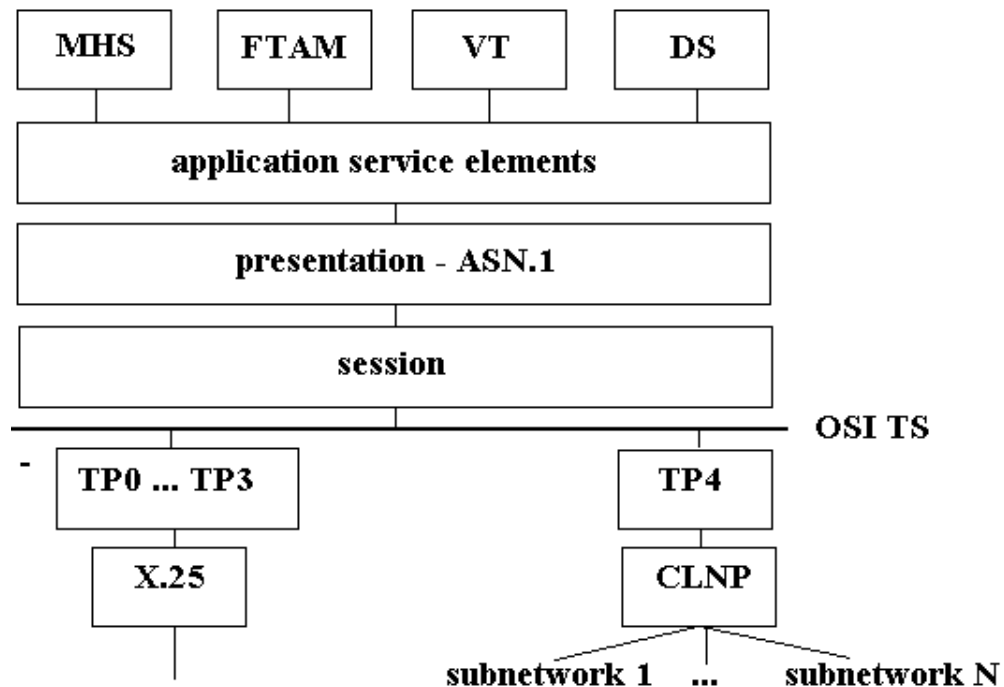 MHS FTAM VT DS
application service elements
presentation - ASN.1
session
OSI TS
-
TP0 ... TP3 TP4
X.25 CLNP
subnetwork 1 ... subnetwork N